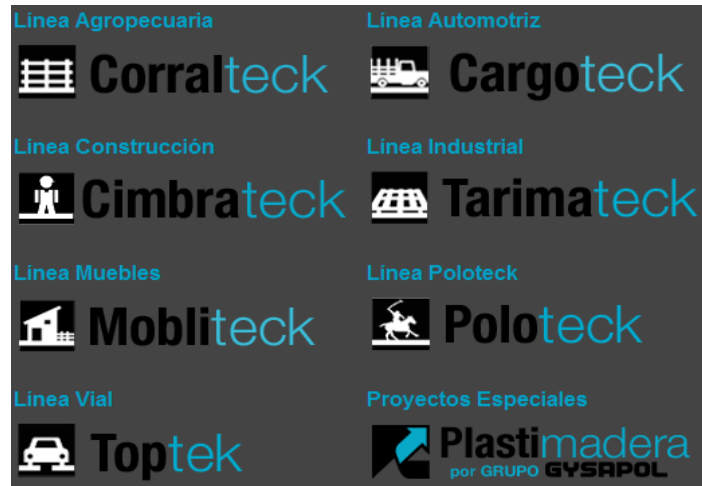 Línea Agropecuaria
Corralteck
Línea Automotriz
Cargoteck
Línea Construcción
Cimbrateck
Línea Industrial
Tarimateck
Línea Muebles
Mobliteck
Línea Poloteck
Poloteck
Línea Vial
Toptek
Proyectos Especiales
Plastimadera
por GRUPO GYSAPOL